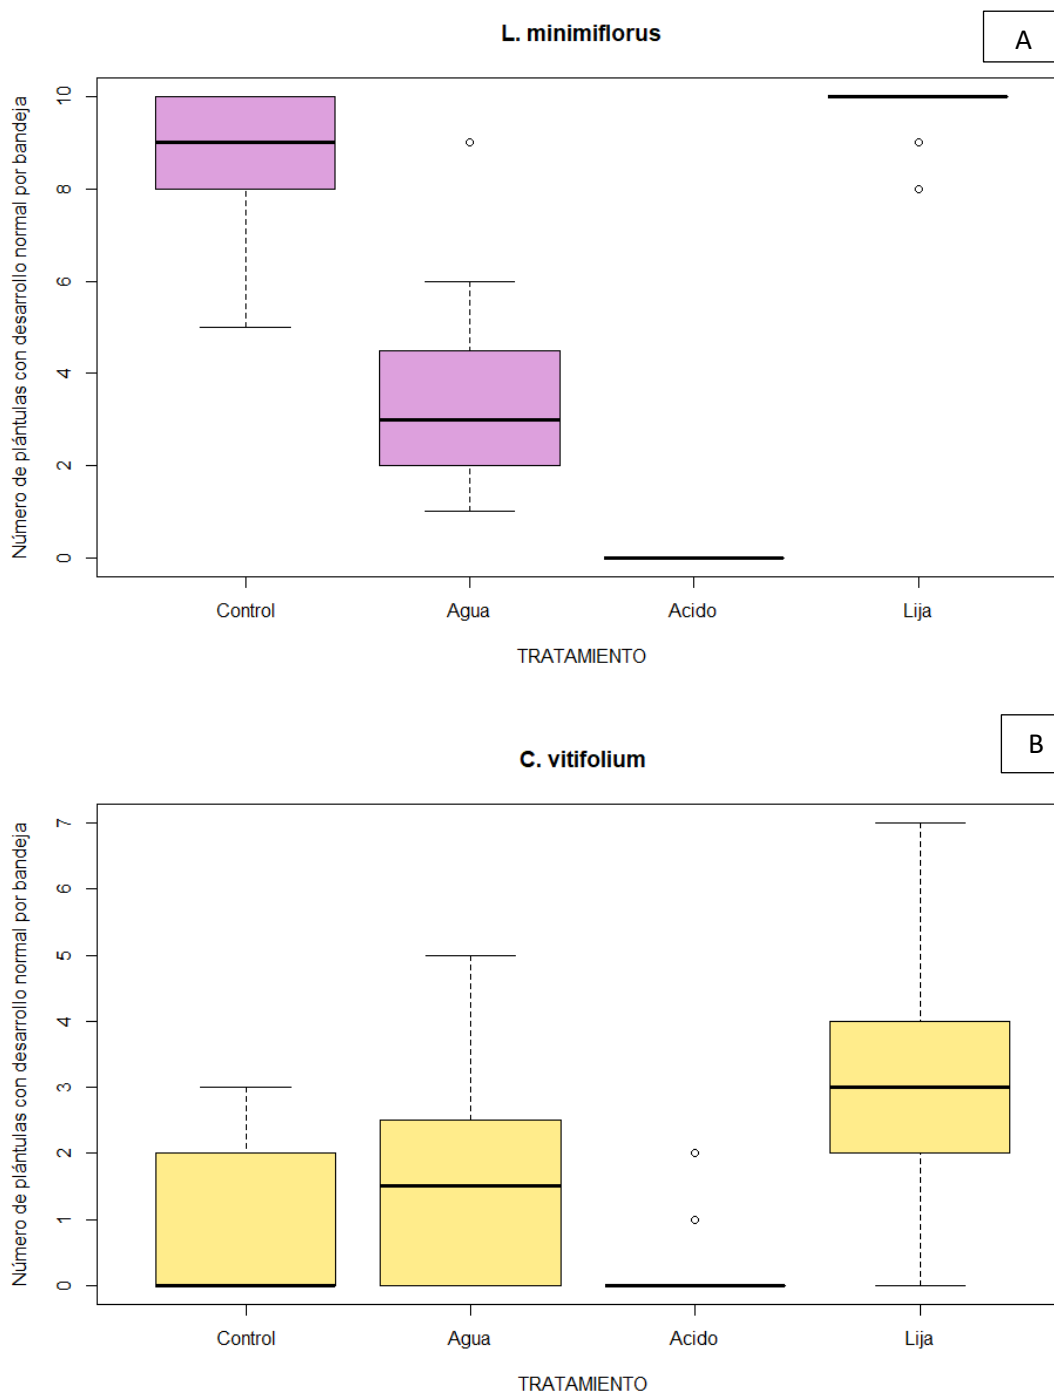 L. minimiflorus
A
Número de plántulas con desarrollo normal por bandeja
10
8
6
4
2
0
Control Agua Acido Lija
TRATAMIENTO
B
C. vitifolium
Número de plántulas con desarrollo normal por bandeja
7
6
5
4
3
2
1
0
Control Agua Acido Lija
TRATAMIENTO